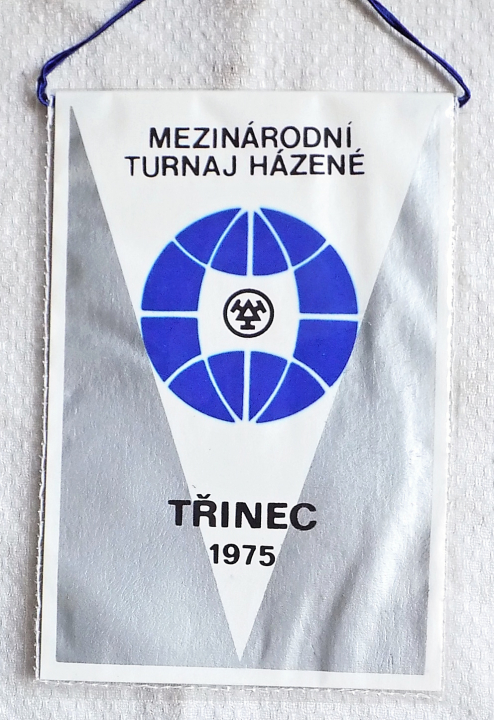 MEZINÁRODNÍ
TURNAJ HÁZENÉ
TŘINEC
1975